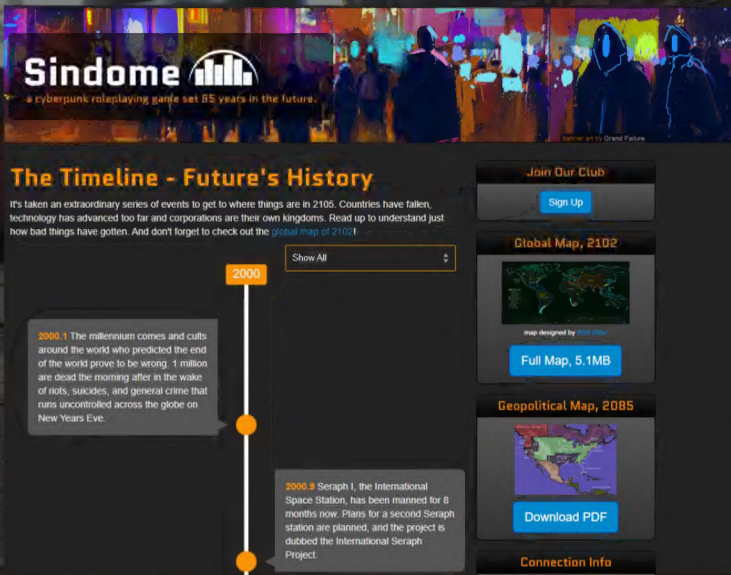 Sindome
a cyberpunk roleplaying game set 85 years in the future.
banner art by Grand Failure
The Timeline - Future's History
It's taken an extraordinary series of events to get to where things are in 2105. Countries have fallen,
technology has advanced too far and corporations are their own kingdoms. Read up to understand just
how bad things have gotten. And don't forget to check out the global map of 2102!
Show All
2000
2000.1 The millennium comes and cults
around the world who predicted the end
of the world prove to be wrong. 1 million
are dead the morning after in the wake
of riots, suicides, and general crime that
runs uncontrolled across the globe on
New Years Eve.
2000.9 Seraph I, the International
Space Station, has been manned for 8
months now. Plans for a second Seraph
station are planned, and the project is
dubbed the International Seraph
Project.
Join Our Club
Sign Up
Global Map, 2102
map designed by
Full Map, 5.1MB
Geopolitical Map, 2085
Download PDF
Connection Info